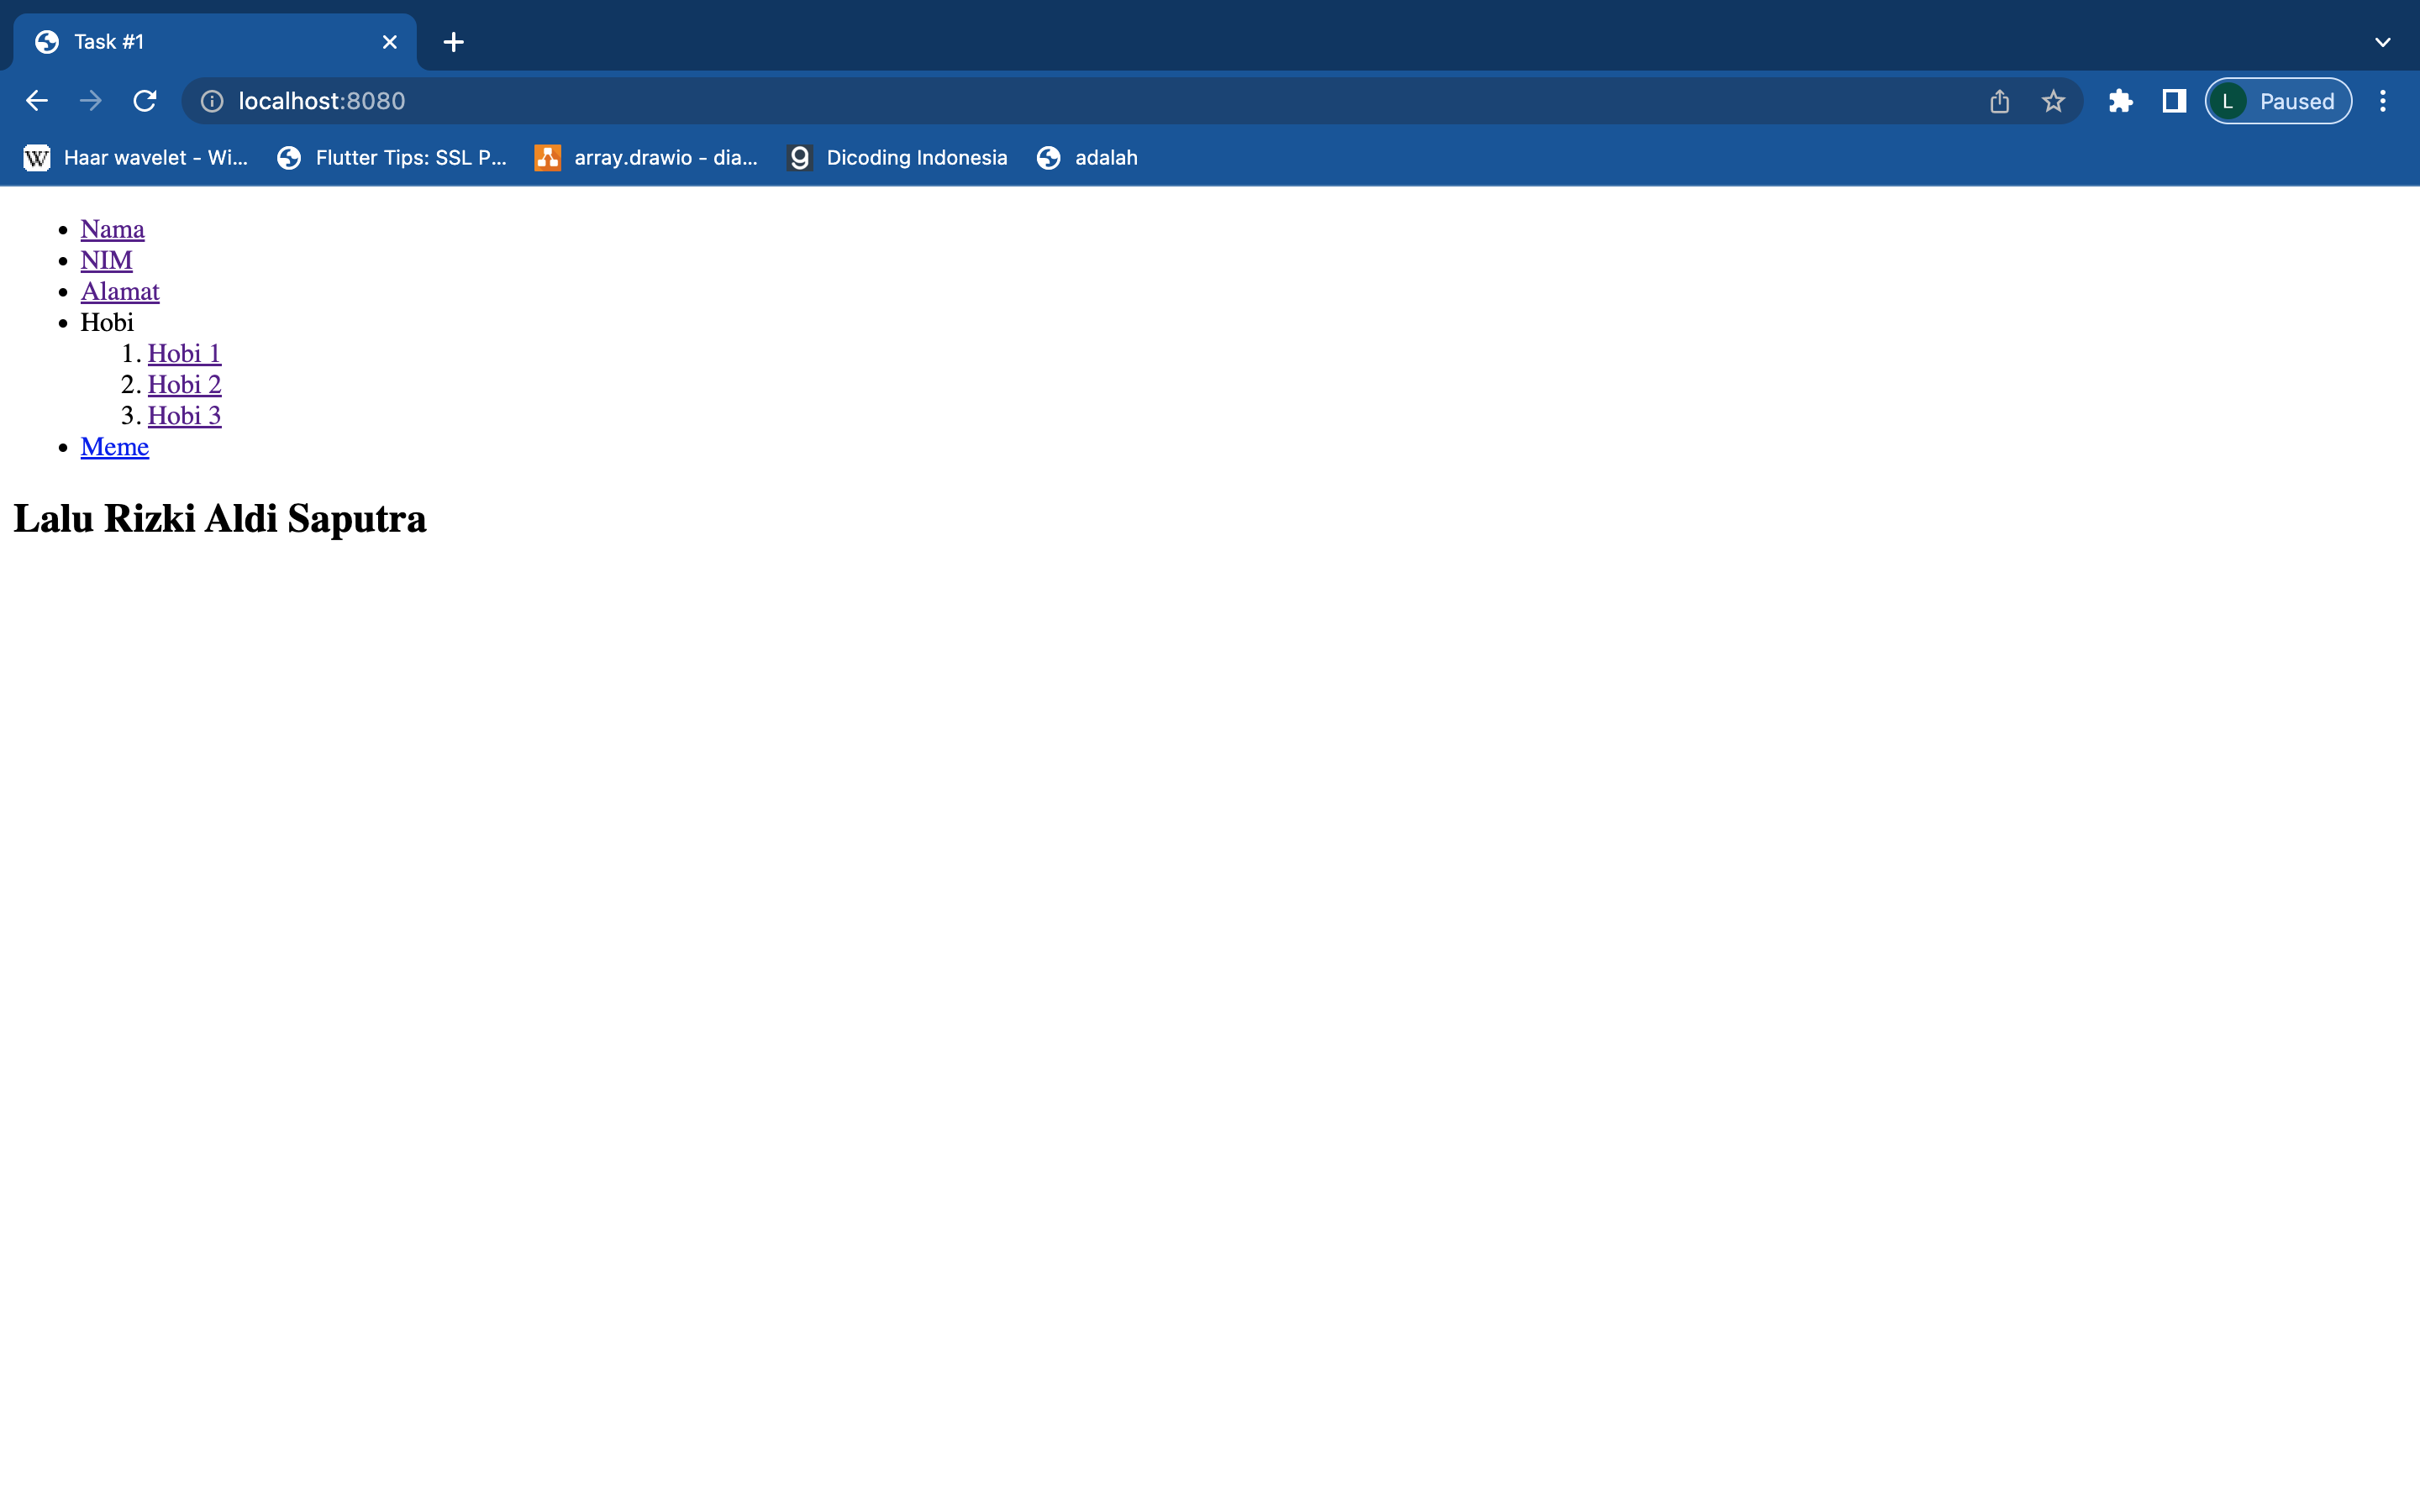 Task #1
localhost:8080
L Paused
Haar wavelet - Wi... Flutter Tips: SSL P... array.drawio - dia... Dicoding Indonesia adalah
• Nama
• NIM
• Alamat
• Hobi
1. Hobi 1
2. Hobi 2
3. Hobi 3
• Meme
Lalu Rizki Aldi Saputra